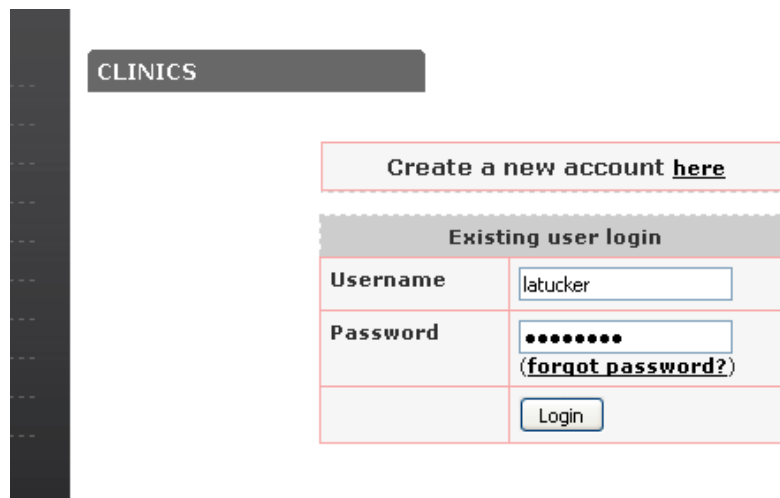 CLINICS
Create a new account here
Existing user login
Username latucker
Password ••••••••
(forgot password?)
Login